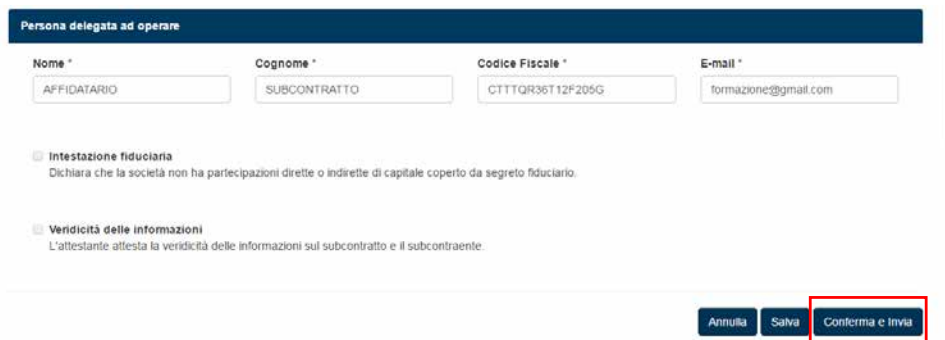 Persona delegata ad operare
Nome * Cognome * Codice Fiscale * E-mail *
AFFIDATARIO SUBCONTRATTO CTTTQR36T12F205G formazione@gmail.com
Intestazione fiduciaria
Dichiara che la società non ha partecipazioni dirette o indirette di capitale coperto da segreto fiduciario.
Veridicità delle informazioni
L'attestante attesta la veridicità delle informazioni sul subcontratto e il subcontraente.
Annulla Salva Conferma e Invia